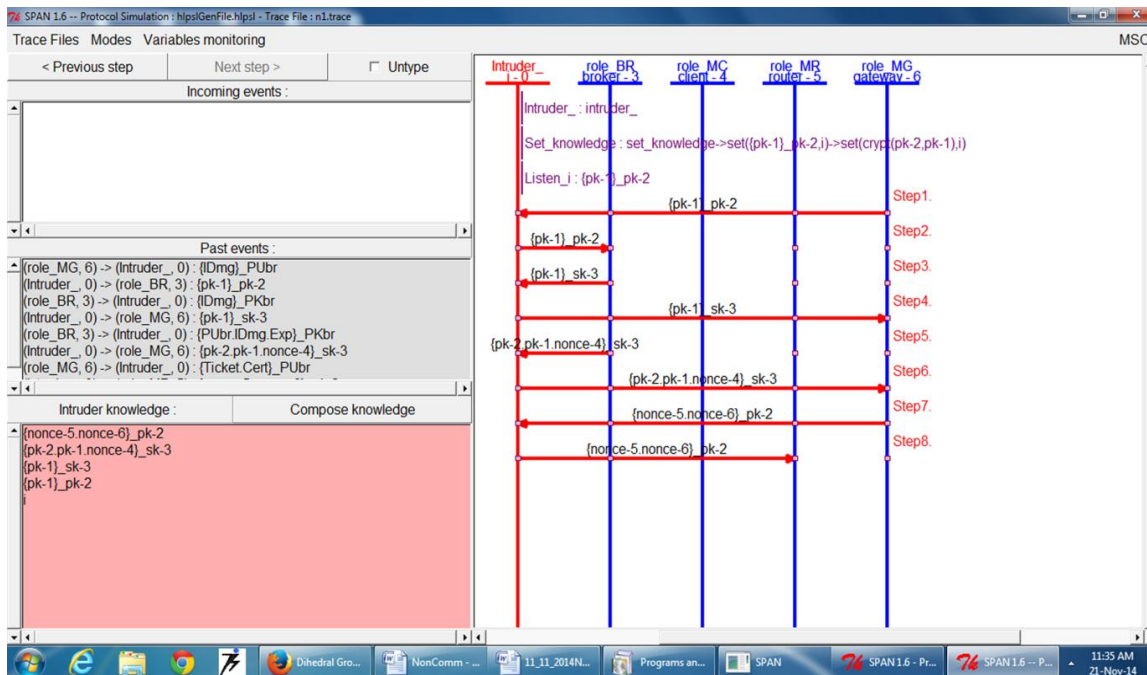 SPAN 1.6 -- Protocol Simulation : hlpslGenFile.hlpsl - Trace File : n1.trace
Trace Files Modes Variables monitoring
MSC
< Previous step
Next step >
Untype
Incoming events :
Past events :
(role_MG, 6) -> (Intruder_, 0) : {IDmg}_PUbr
(Intruder_, 0) -> (role_BR, 3) : {pk-1}_pk-2
(role_BR, 3) -> (Intruder_, 0) : {IDmg}_PKbr
(Intruder_, 0) -> (role_MG, 6) : {pk-1}_sk-3
(role_BR, 3) -> (Intruder_, 0) : {PUbr.IDmg.Exp}_PKbr
(Intruder_, 0) -> (role_MG, 6) : {pk-2.pk-1.nonce-4}_sk-3
(role_MG, 6) -> (Intruder_, 0) : {Ticket.Cert}_PUbr
Intruder knowledge :
Compose knowledge
{nonce-5.nonce-6}_pk-2
{pk-2.pk-1.nonce-4}_sk-3
{pk-1}_sk-3
{pk-1}_pk-2
i
Intruder_ role_BR role_MC role_MR role_MG
i - 0 broker - 3 client - 4 router - 5 gateway - 6
Intruder_ : intruder_
Set_knowledge : set_knowledge->set({pk-1}_pk-2,i)->set(crypt(pk-2,pk-1),i)
Listen_i : {pk-1}_pk-2
Step1.
{pk-1}_pk-2
Step2.
{pk-1}_pk-2
Step3.
{pk-1}_sk-3
Step4.
{pk-1}_sk-3
Step5.
{pk-2.pk-1.nonce-4}_sk-3
Step6.
{pk-2.pk-1.nonce-4}_sk-3
Step7.
{nonce-5.nonce-6}_pk-2
Step8.
{nonce-5.nonce-6}_pk-2
Dihedral Gro...
NonComm - ...
11_11_2014N...
Programs an...
SPAN
SPAN 1.6 - Pr...
SPAN 1.6 -- P...
11:35 AM
21-Nov-14